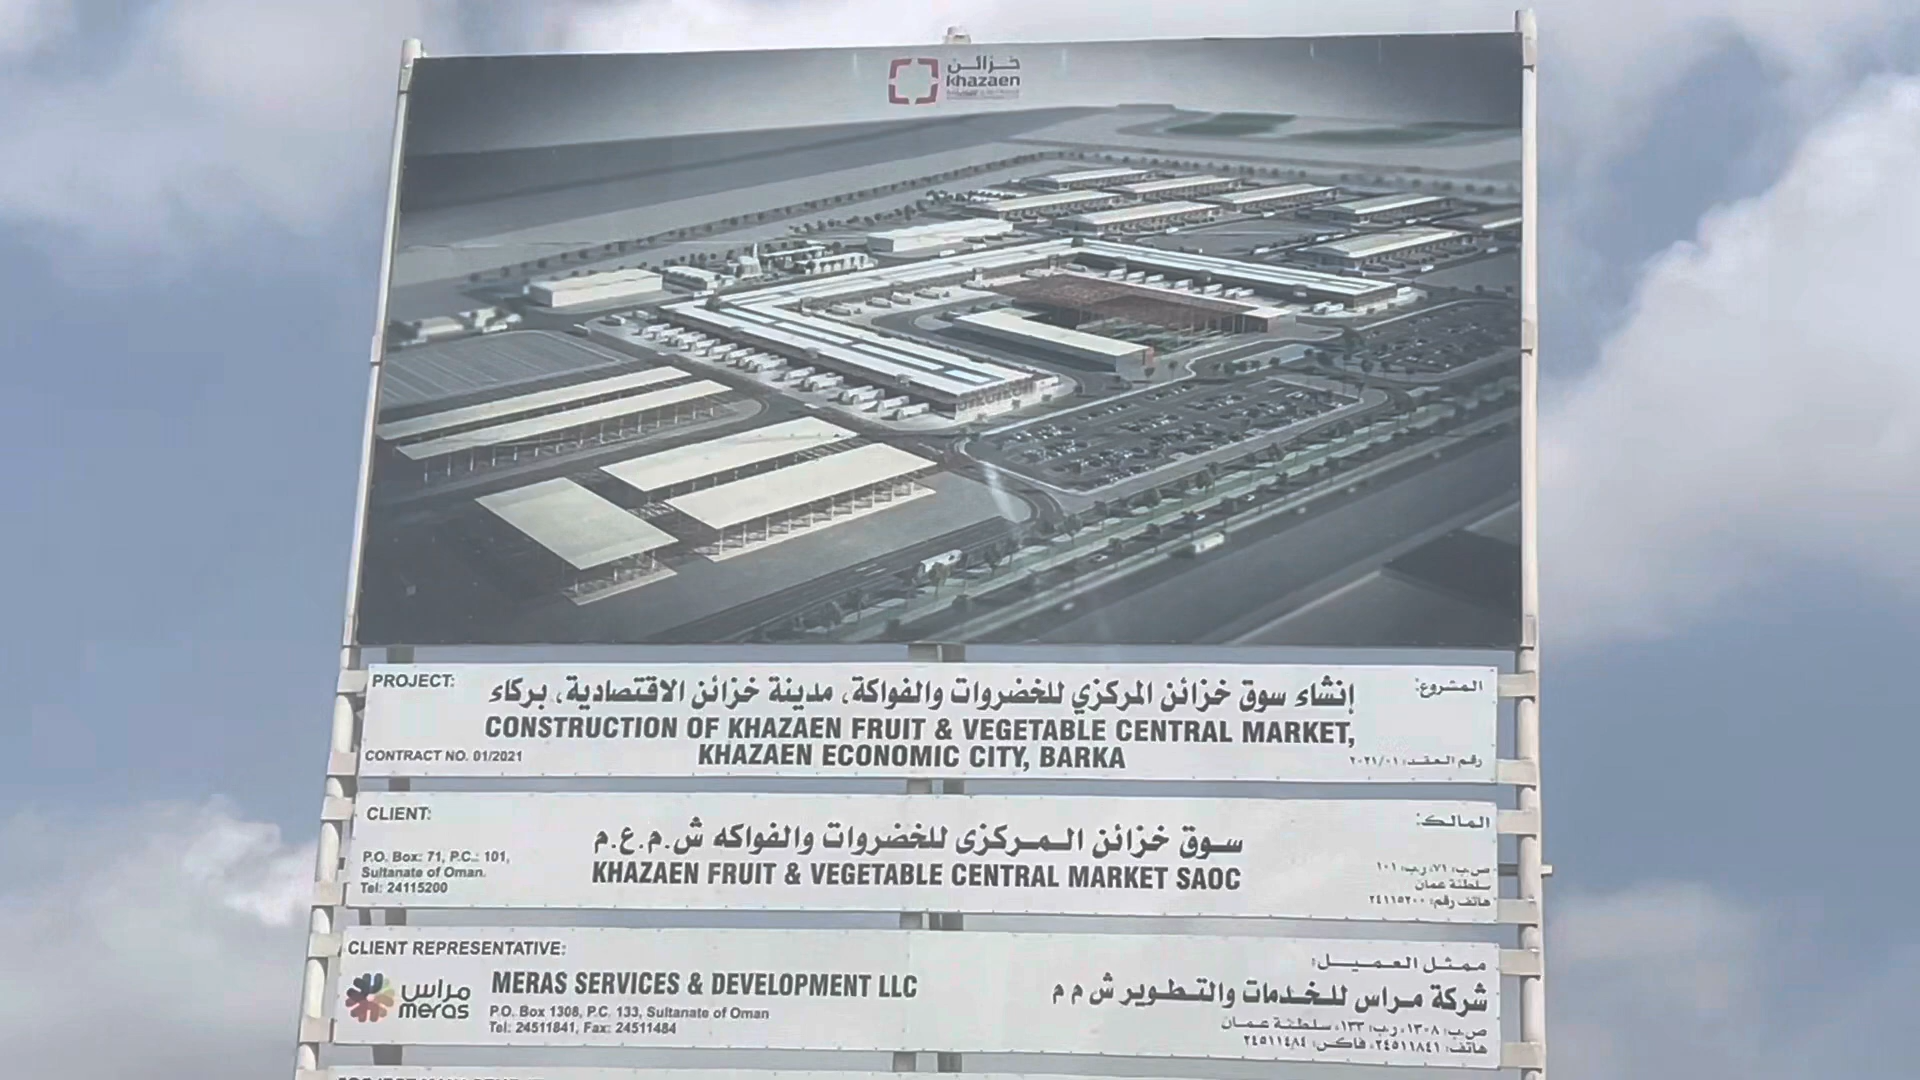 خزائن
khazaen
PROJECT:
المشروع:
إنشاء سوق خزائن المركزي للخضروات والفواكة، مدينة خزائن الاقتصادية، بركاء
CONSTRUCTION OF KHAZAEN FRUIT & VEGETABLE CENTRAL MARKET,
KHAZAEN ECONOMIC CITY, BARKA
CONTRACT NO. 01/2021
رقم العقد: ٢٠٢١/٠١
CLIENT:
المالك:
سوق خزائن المركزى للخضروات والفواكه ش.م.ع.م
KHAZAEN FRUIT & VEGETABLE CENTRAL MARKET SAOC
P.O. Box: 71, P.C.: 101,
Sultanate of Oman.
Tel: 24115200
ص.ب: ٧١، ر.ب: ١٠١
سلطنة عمان
هاتف رقم: ٢٤١١٥٢٠٠
CLIENT REPRESENTATIVE:
ممثل العميل:
مراس
meras
MERAS SERVICES & DEVELOPMENT LLC
P.O. Box 1308, P.C. 133, Sultanate of Oman
Tel: 24511841, Fax: 24511484
شركة مراس للخدمات والتطوير ش م م
ص.ب: ١٣٠٨، ر.ب: ١٣٣، سلطنة عمان
هاتف: ٢٤٥١١٨٤١، فاكس: ٢٤٥١١٤٨٤